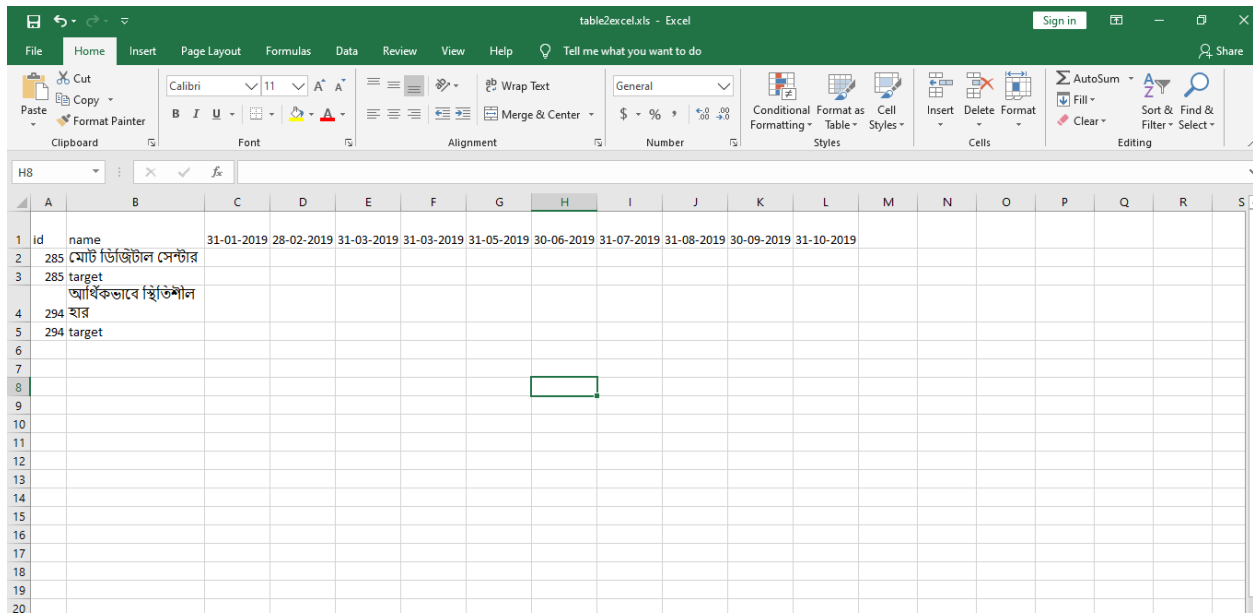 table2excel.xls - Excel
Sign in
File Home Insert Page Layout Formulas Data Review View Help Tell me what you want to do Share
Paste Cut Copy Format Painter
Calibri 11 A A
B I U A
ab Wrap Text
Merge & Center
General
$ % , .00 .0
Conditional Formatting Format as Table Cell Styles
Insert Delete Format
AutoSum Fill Clear
Sort & Filter Find & Select
Clipboard Font Alignment Number Styles Cells Editing
H8 fx
A B C D E F G H I J K L M N O P Q R S
1 id name 31-01-2019 28-02-2019 31-03-2019 31-03-2019 31-05-2019 30-06-2019 31-07-2019 31-08-2019 30-09-2019 31-10-2019
2 285 মোট ডিজিটাল সেন্টার
3 285 target
আর্থিকভাবে স্থিতিশীল
4 294 হার
5 294 target
6
7
8
9
10
11
12
13
14
15
16
17
18
19
20